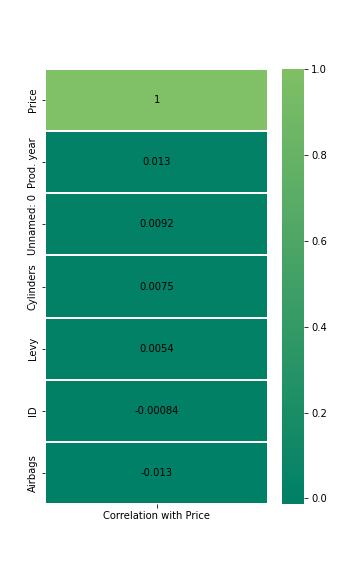 Price
1
1.0
Prod. year
0.013
0.8
Unnamed: 0
0.0092
0.6
Cylinders
0.0075
0.4
Levy
0.0054
ID
-0.00084
0.2
Airbags
-0.013
0.0
Correlation with Price